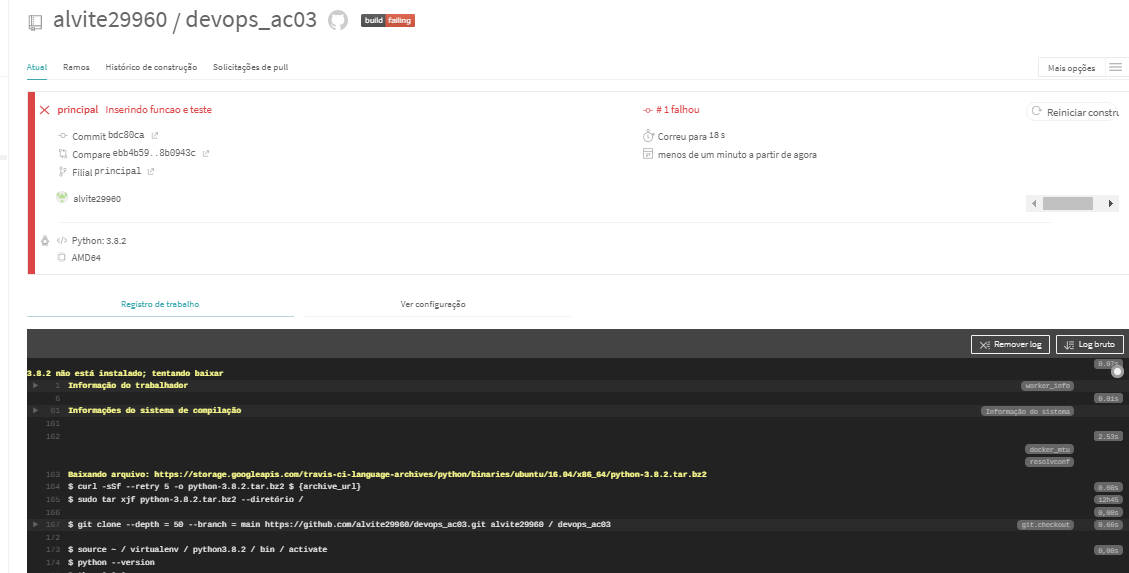 alvite29960 / devops_ac03 build failing
Atual Ramos Histórico de construção Solicitações de pull
Mais opções
principal Inserindo funcao e teste
# 1 falhou
Reiniciar constru
Commit bdc80ca
Correu para 18 s
Compare ebb4b59..8b0943c
menos de um minuto a partir de agora
Filial principal
alvite29960
</> Python: 3.8.2
AMD64
Registro de trabalho Ver configuração
Remover log Log bruto
0.07s
3.8.2 não está instalado; tentando baixar
1 Informação do trabalhador worker_info
6 0.01s
61 Informações do sistema de compilação Informação do sistema
161
162 2.53s
docker_mtu
resolvconf
163 Baixando arquivo: https://storage.googleapis.com/travis-ci-language-archives/python/binaries/ubuntu/16.04/x86_64/python-3.8.2.tar.bz2
164 $ curl -sSf --retry 5 -o python-3.8.2.tar.bz2 $ {archive_url} 0.66s
165 $ sudo tar xjf python-3.8.2.tar.bz2 --diretório / 12h45
166 0,00s
167 $ git clone --depth = 50 --branch = main https://github.com/alvite29960/devops_ac03.git alvite29960 / devops_ac03 git.checkout 0.66s
172
173 $ source ~ / virtualenv / python3.8.2 / bin / activate 0,00s
174 $ python --version